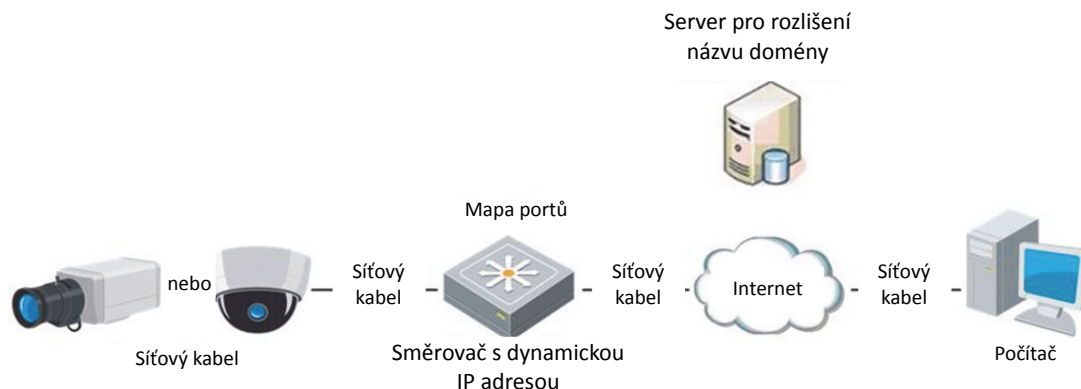 Server pro rozlišení
názvu domény
Mapa portů
nebo
Síťový
kabel
Síťový
kabel
Internet
Síťový
kabel
Síťový kabel
Směrovač s dynamickou
IP adresou
Počítač